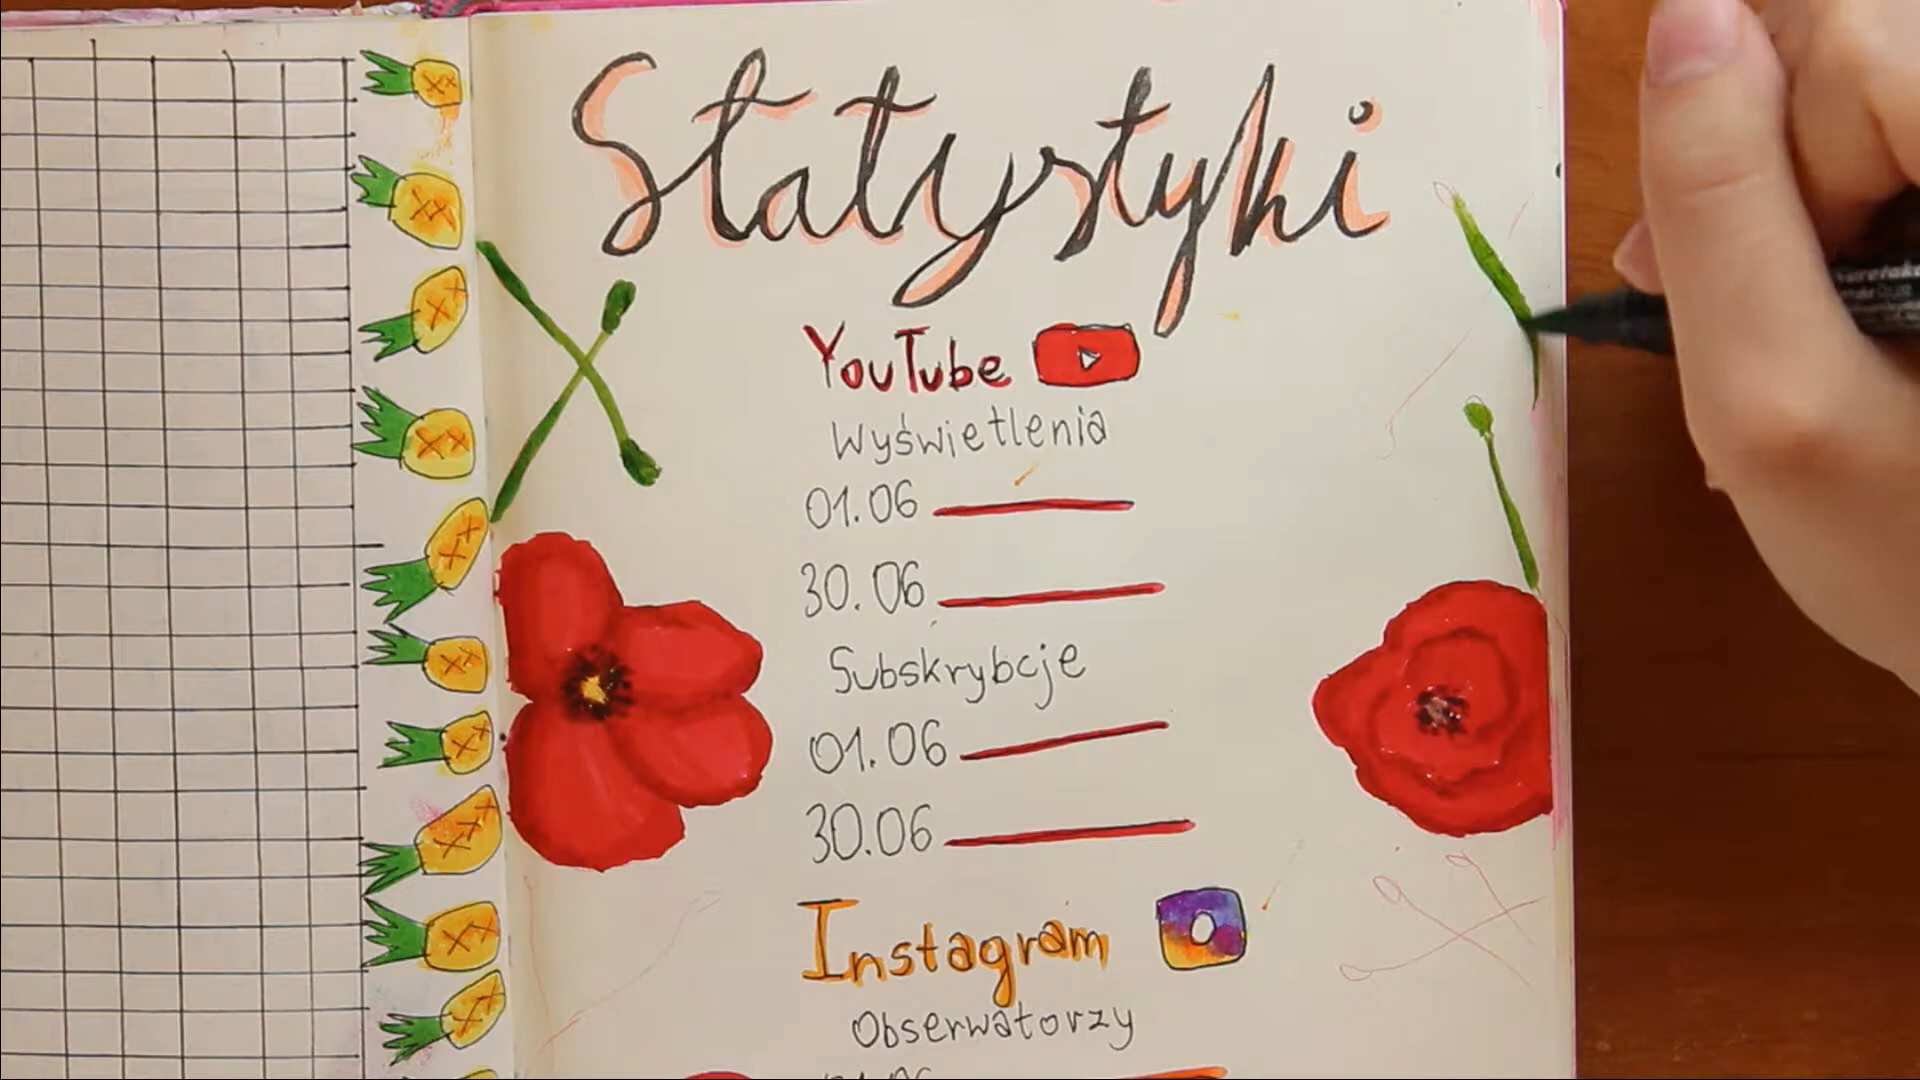 Statystyki
YouTube
Wyświetlenia
01.06
30.06
Subskrybcje
01.06
30.06
Instagram
Obserwatorzy